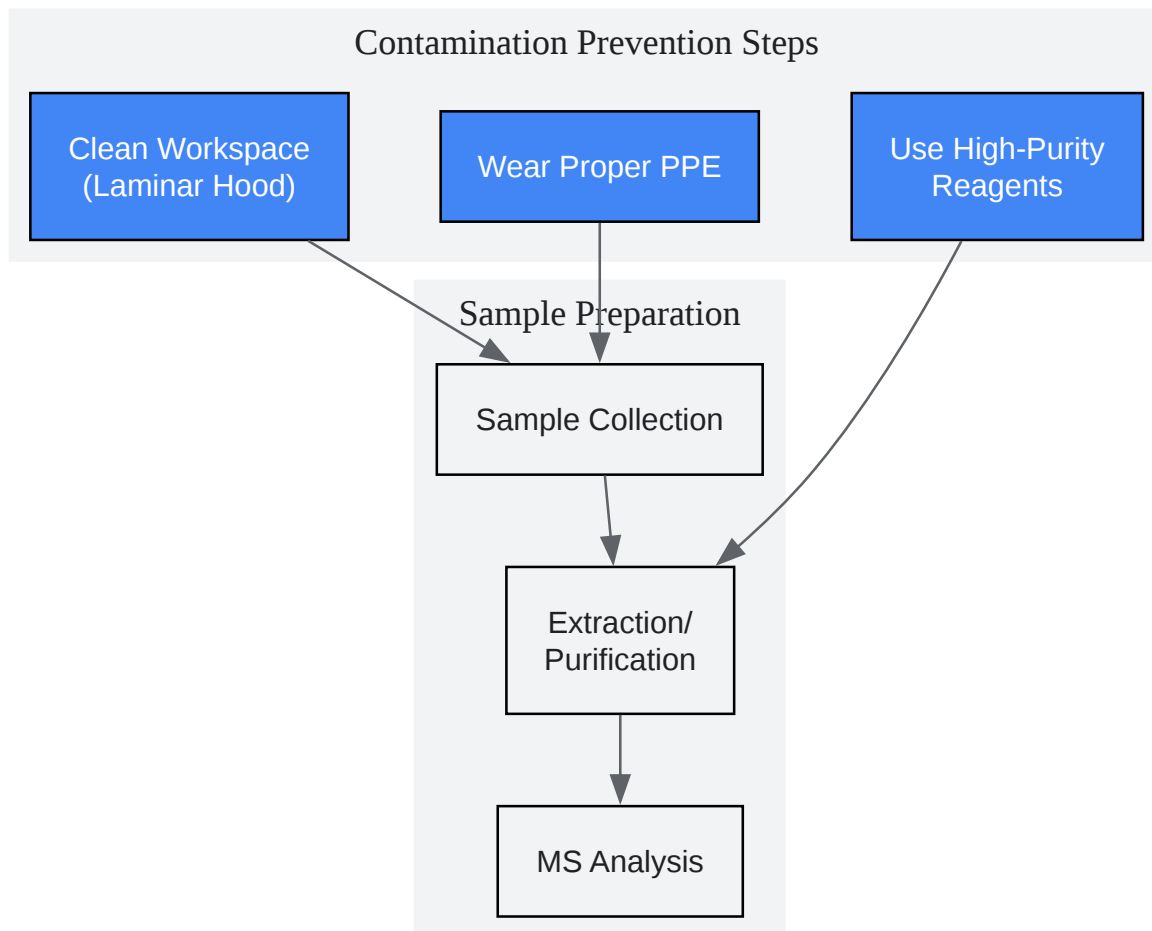 Contamination Prevention Steps
Clean Workspace
(Laminar Hood)
Wear Proper PPE
Use High-Purity
Reagents
Sample Preparation
Sample Collection
Extraction/
Purification
MS Analysis